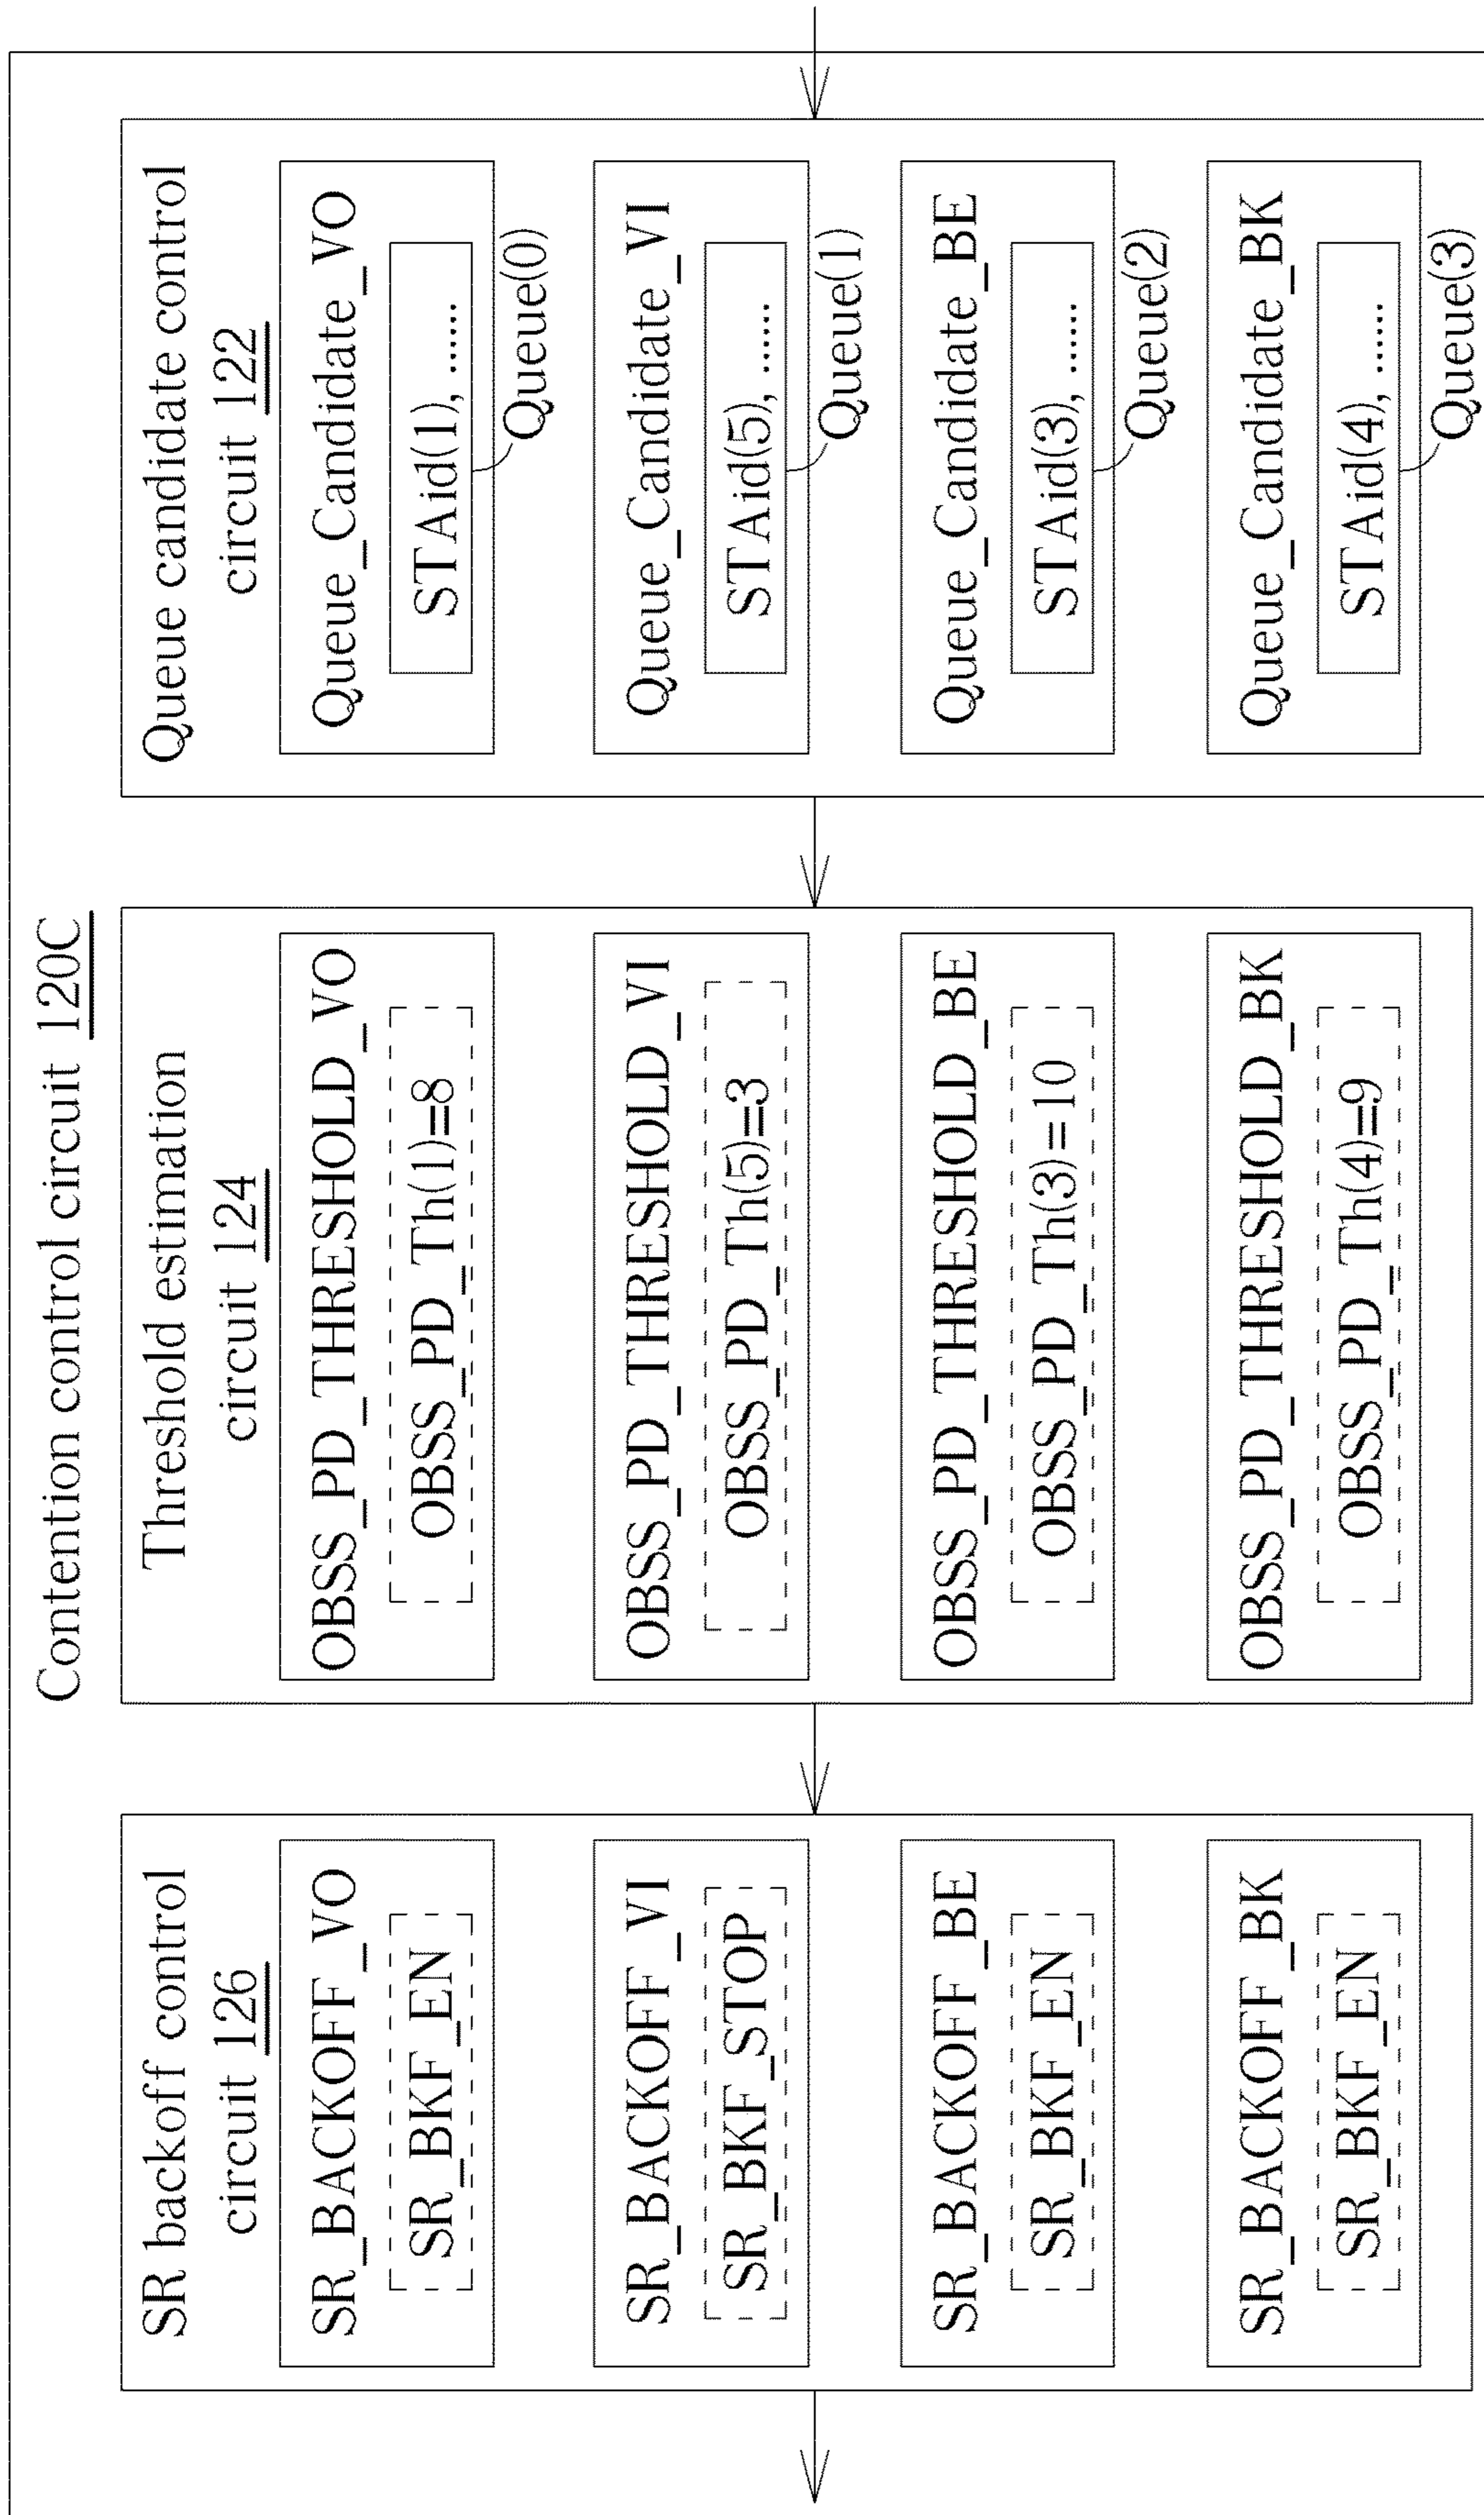 Contention control circuit 120C
SR backoff control
circuit 126
SR_BACKOFF_VO
SR_BKF_EN
SR_BACKOFF_VI
SR_BKF_STOP
SR_BACKOFF_BE
SR_BKF_EN
SR_BACKOFF_BK
SR_BKF_EN
Threshold estimation
circuit 124
OBSS_PD_THRESHOLD_VO
OBSS_PD_Th(1)=8
OBSS_PD_THRESHOLD_VI
OBSS_PD_Th(5)=3
OBSS_PD_THRESHOLD_BE
OBSS_PD_Th(3)=10
OBSS_PD_THRESHOLD_BK
OBSS_PD_Th(4)=9
Queue candidate control
circuit 122
Queue_Candidate_VO
STAid(1), ......
Queue(0)
Queue_Candidate_VI
STAid(5), ......
Queue(1)
Queue_Candidate_BE
STAid(3), ......
Queue(2)
Queue_Candidate_BK
STAid(4), ......
Queue(3)